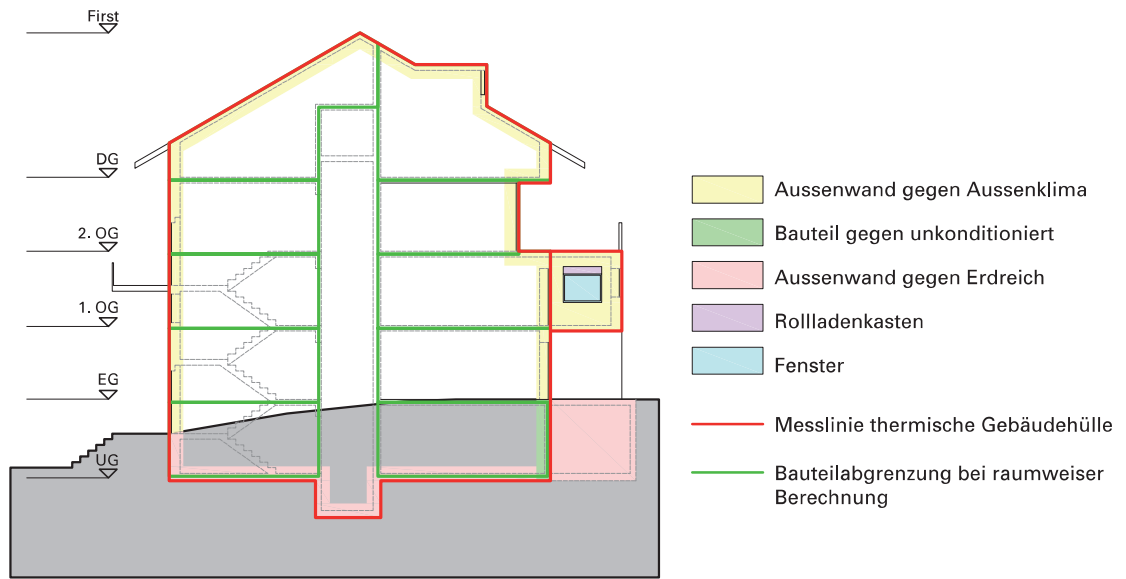 First
DG
2. OG
1. OG
EG
UG
Aussenwand gegen Aussenklima
Bauteil gegen unkonditioniert
Aussenwand gegen Erdreich
Rollladenkasten
Fenster
Messlinie thermische Gebäudehülle
Bauteilabgrenzung bei raumweiser
Berechnung